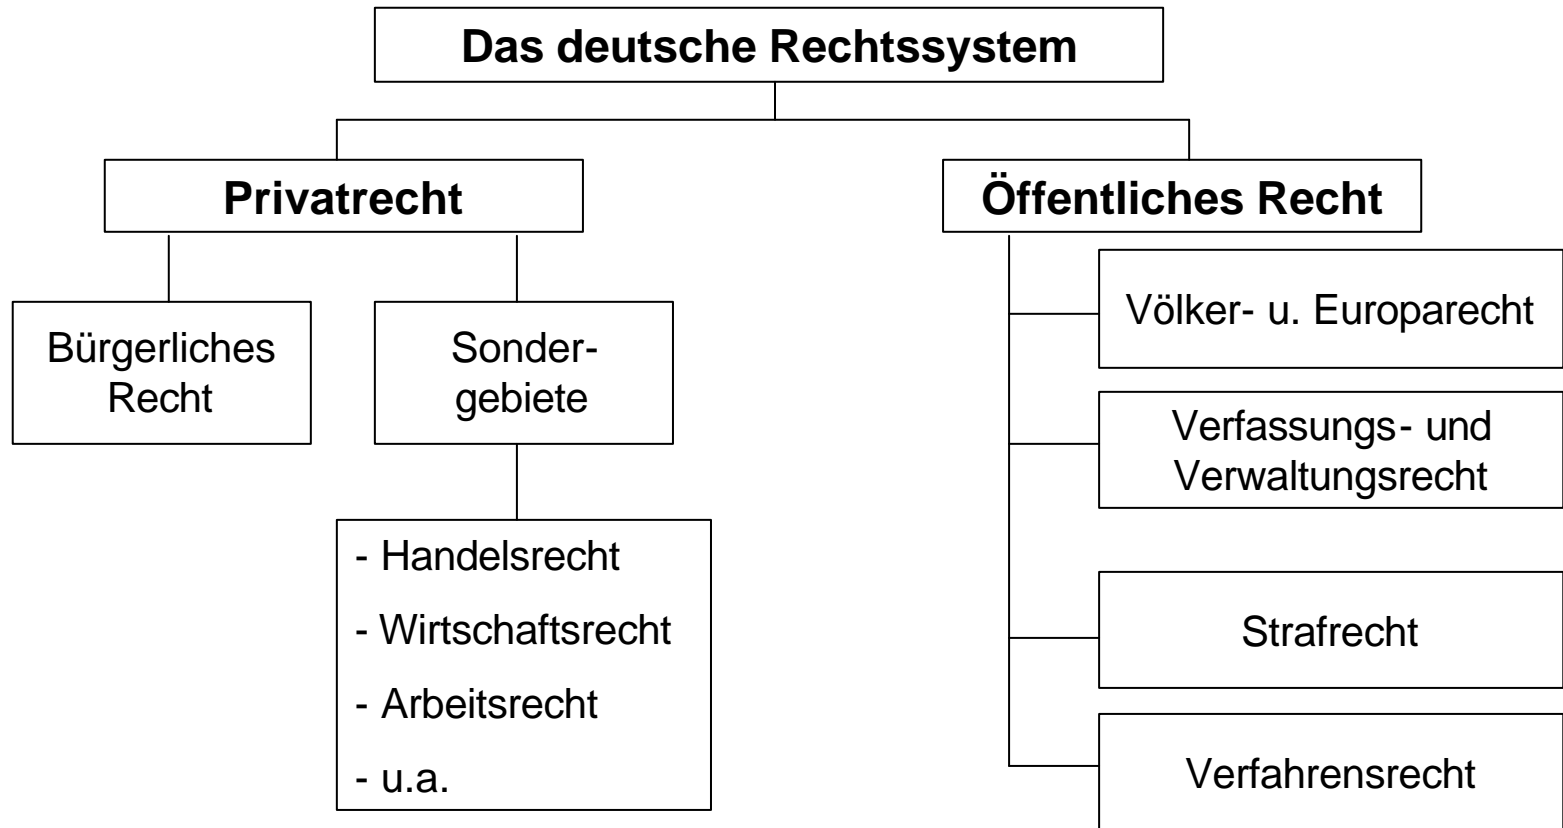 Das deutsche Rechtssystem
Privatrecht
Bürgerliches
Recht
Sonder-
gebiete
- Handelsrecht
- Wirtschaftsrecht
- Arbeitsrecht
- u.a.
Öffentliches Recht
Völker- u. Europarecht
Verfassungs- und
Verwaltungsrecht
Strafrecht
Verfahrensrecht